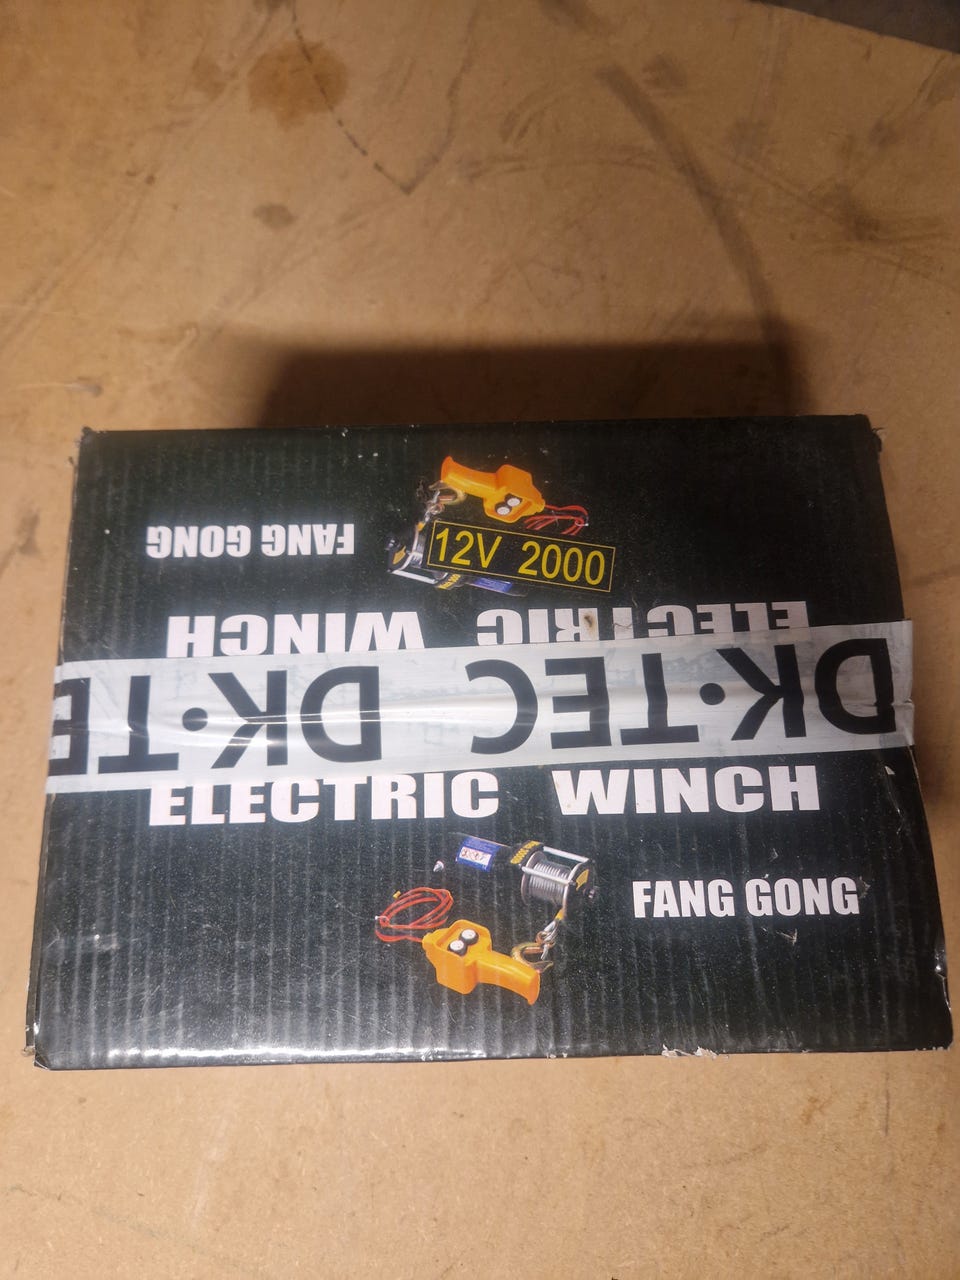 FANG GONG
12V 2000
ELECTRIC WINCH
DK·TEC DK·TE
ELECTRIC WINCH
FANG GONG